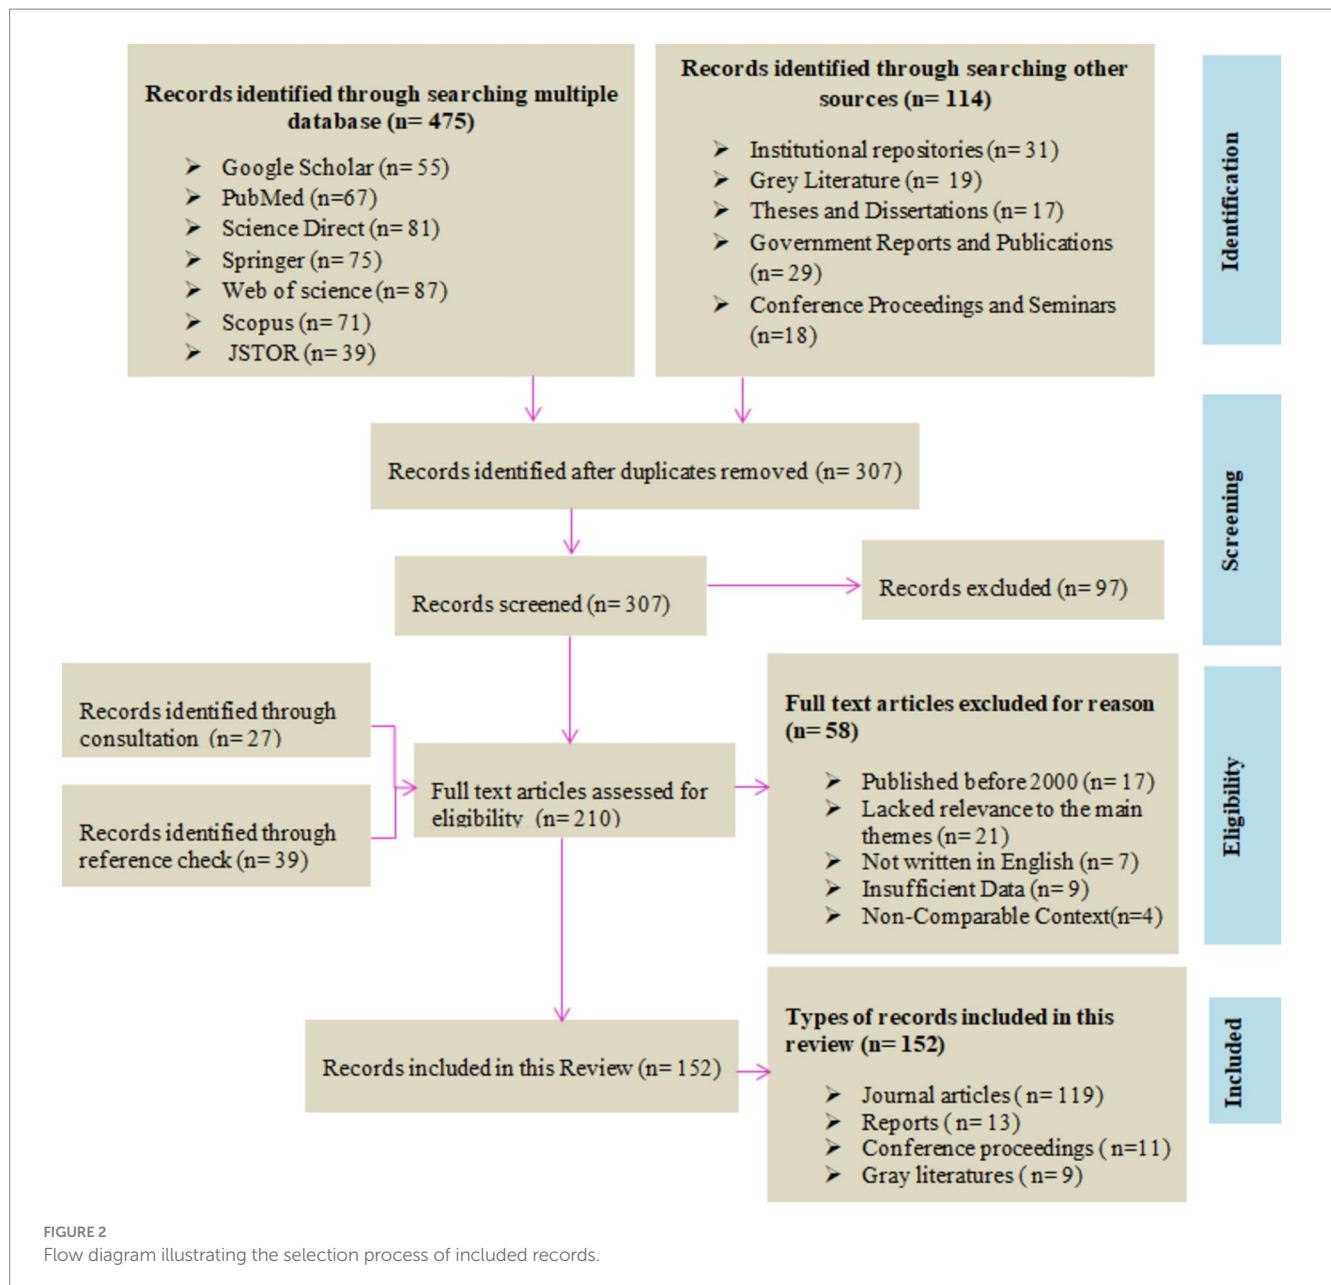 Records identified through searching multiple
database (n= 475)
➢ Google Scholar (n= 55)
➢ PubMed (n=67)
➢ Science Direct (n= 81)
➢ Springer (n= 75)
➢ Web of science (n= 87)
➢ Scopus (n= 71)
➢ JSTOR (n= 39)
Records identified through searching other
sources (n= 114)
➢ Institutional repositories (n= 31)
➢ Grey Literature (n= 19)
➢ Theses and Dissertations (n= 17)
➢ Government Reports and Publications
(n= 29)
➢ Conference Proceedings and Seminars
(n=18)
Identification
Records identified after duplicates removed (n= 307)
Records screened (n= 307)
Records excluded (n= 97)
Screening
Records identified through
consultation (n= 27)
Records identified through
reference check (n= 39)
Full text articles assessed for
eligibility (n= 210)
Full text articles excluded for reason
(n= 58)
➢ Published before 2000 (n= 17)
➢ Lacked relevance to the main
themes (n= 21)
➢ Not written in English (n= 7)
➢ Insufficient Data (n= 9)
➢ Non-Comparable Context(n=4)
Eligibility
Records included in this Review (n= 152)
Types of records included in this
review (n= 152)
➢ Journal articles ( n= 119)
➢ Reports ( n= 13)
➢ Conference proceedings ( n=11)
➢ Gray literatures ( n= 9)
Included
FIGURE 2
Flow diagram illustrating the selection process of included records.